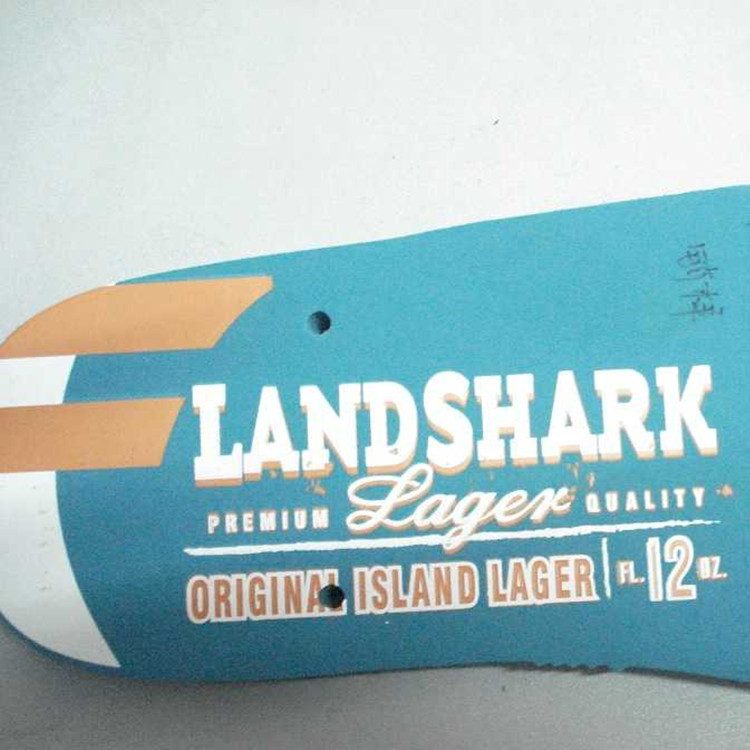 LANDSHARK
PREMIUM Lager QUALITY
ORIGINAL ISLAND LAGER | FL. 12 OZ.